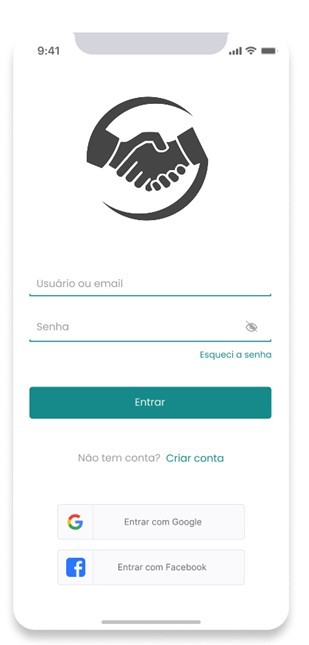 9:41
Usuário ou email
Senha
Esqueci a senha
Entrar
Não tem conta? Criar conta
Entrar com Google
Entrar com Facebook